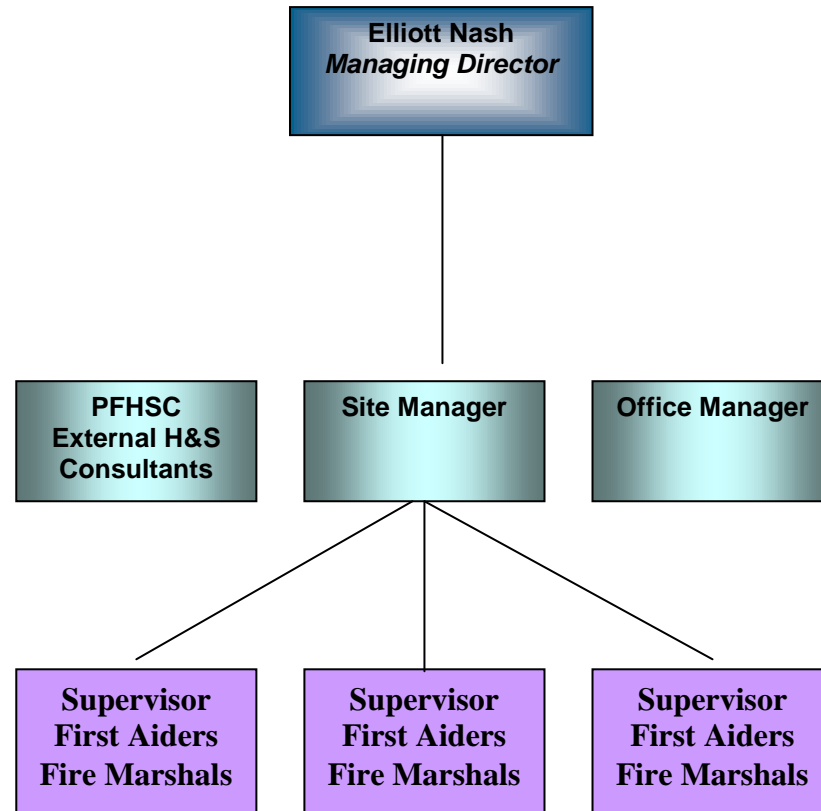 Elliott Nash
Managing Director
PFHSC
External H&S
Consultants
Site Manager
Office Manager
Supervisor
First Aiders
Fire Marshals
Supervisor
First Aiders
Fire Marshals
Supervisor
First Aiders
Fire Marshals